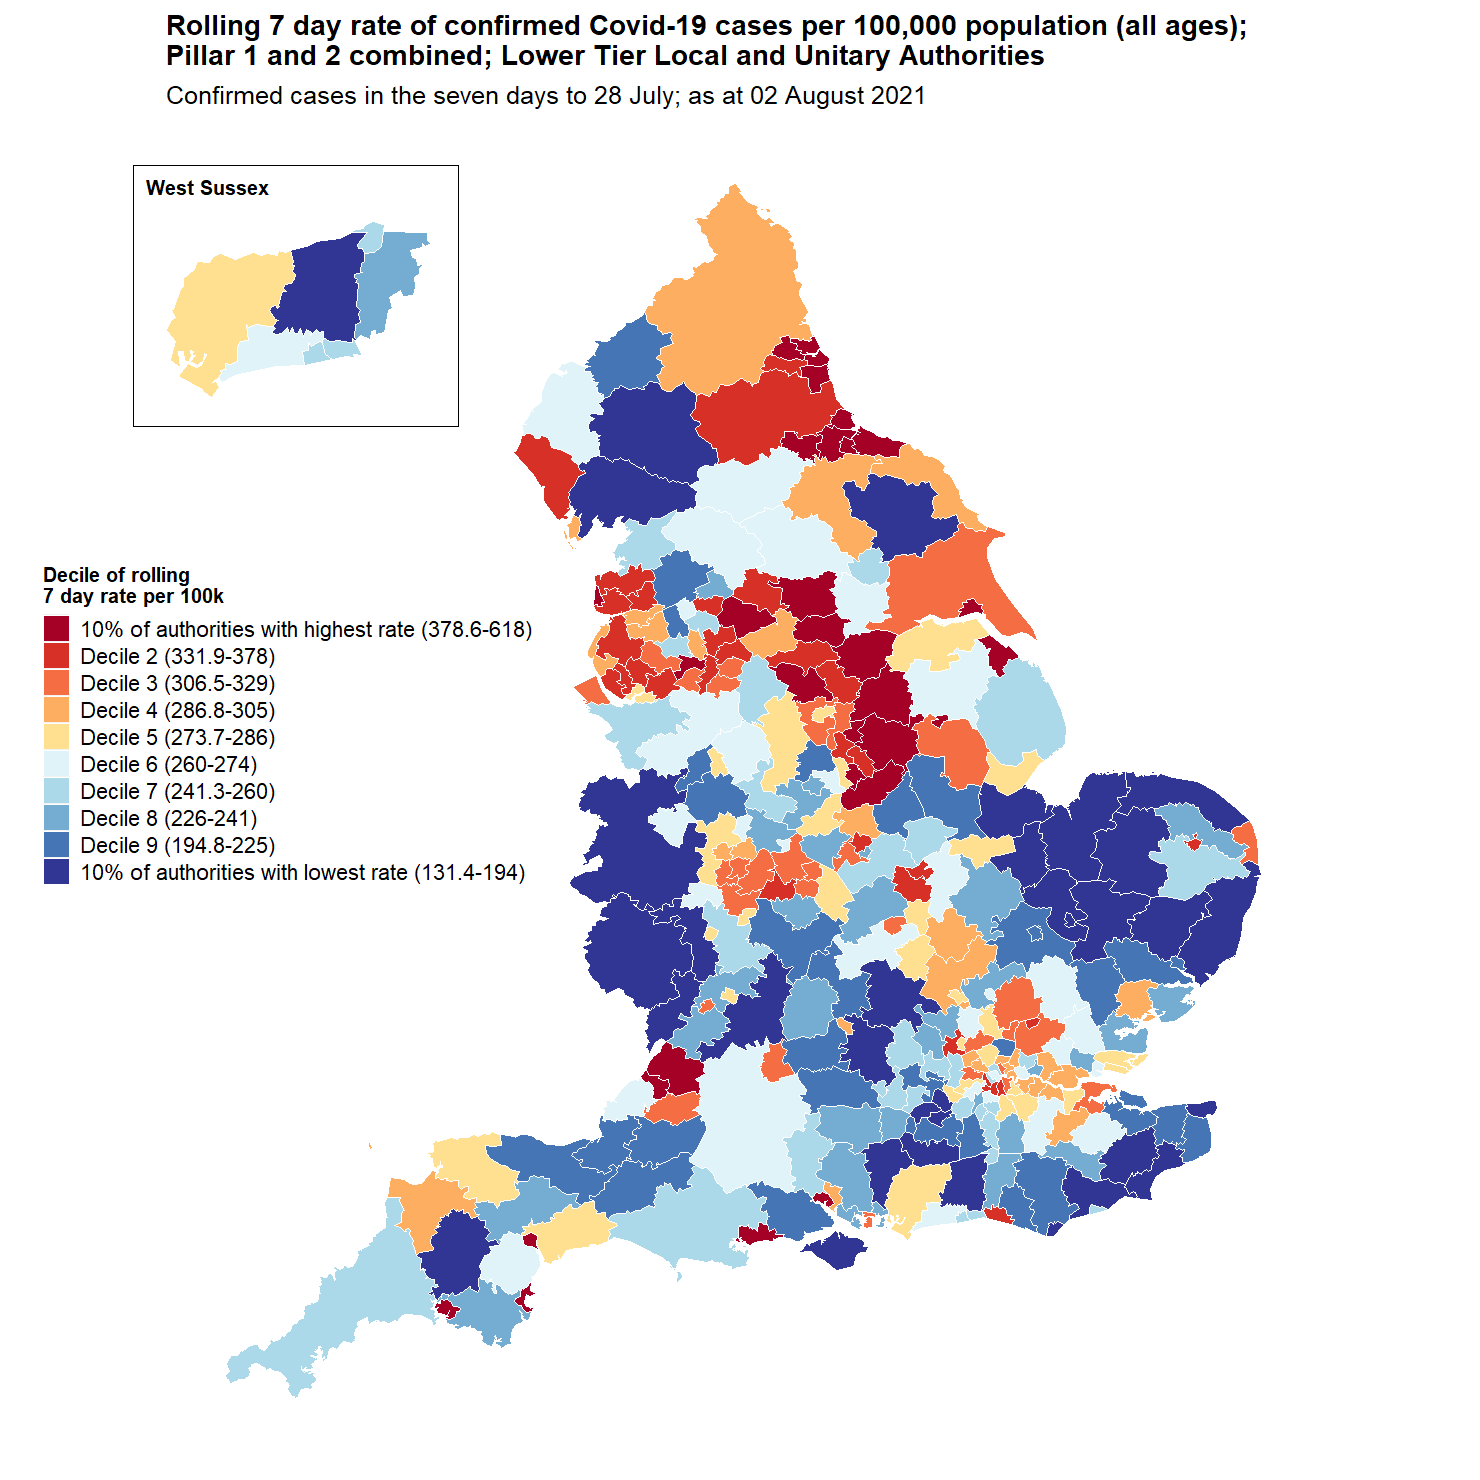 Rolling 7 day rate of confirmed Covid-19 cases per 100,000 population (all ages);
Pillar 1 and 2 combined; Lower Tier Local and Unitary Authorities
Confirmed cases in the seven days to 28 July; as at 02 August 2021
West Sussex
Decile of rolling
7 day rate per 100k
10% of authorities with highest rate (378.6-618)
Decile 2 (331.9-378)
Decile 3 (306.5-329)
Decile 4 (286.8-305)
Decile 5 (273.7-286)
Decile 6 (260-274)
Decile 7 (241.3-260)
Decile 8 (226-241)
Decile 9 (194.8-225)
10% of authorities with lowest rate (131.4-194)